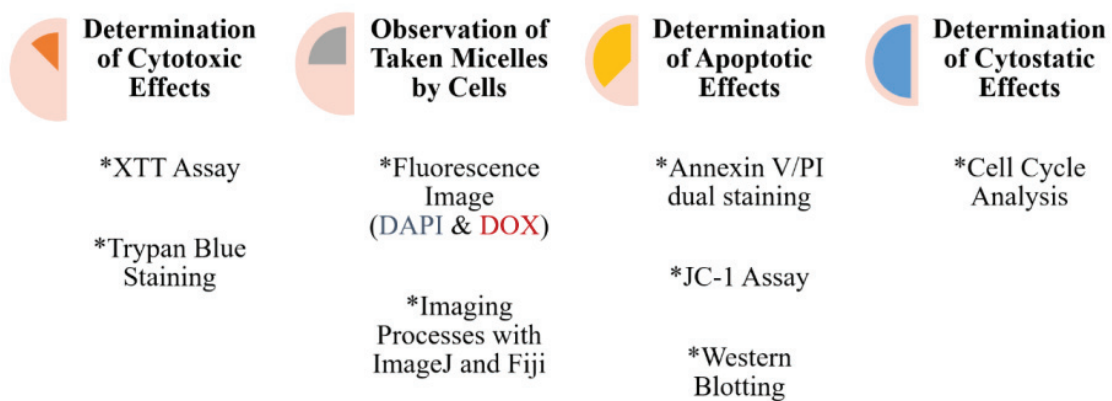 Determination
of Cytotoxic
Effects
*XTT Assay
*Trypan Blue
Staining
Observation of
Taken Micelles
by Cells
*Fluorescence
Image
(DAPI & DOX)
*Imaging
Processes with
ImageJ and Fiji
Determination
of Apoptotic
Effects
*Annexin V/PI
dual staining
*JC-1 Assay
*Western
Blotting
Determination
of Cytostatic
Effects
*Cell Cycle
Analysis